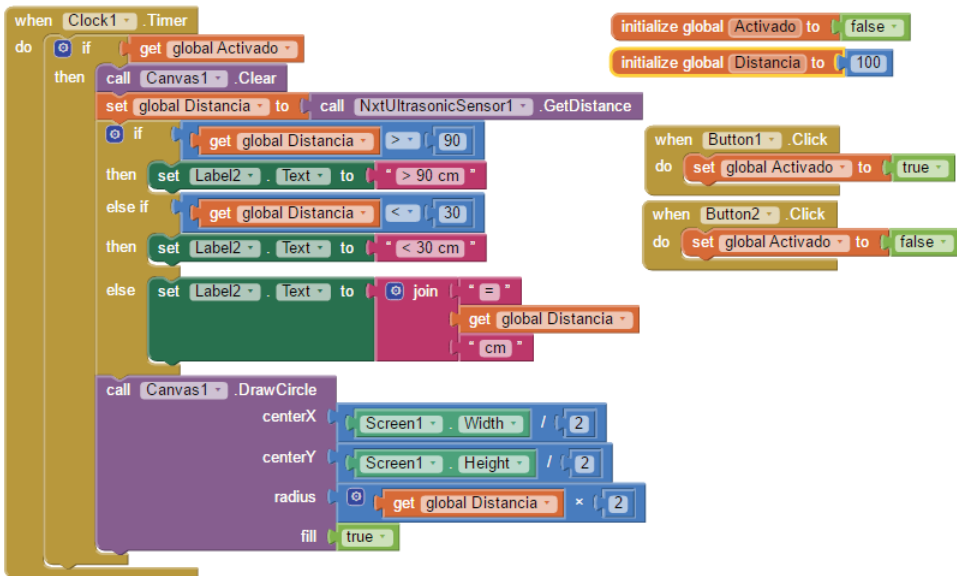 when Clock1 .Timer
do if get global Activado
then call Canvas1 .Clear
set global Distancia to call NxtUltrasonicSensor1 .GetDistance
if get global Distancia > 90
then set Label2 . Text to " > 90 cm "
else if get global Distancia < 30
then set Label2 . Text to " < 30 cm "
else set Label2 . Text to join " = "
get global Distancia
" cm "
call Canvas1 .DrawCircle
centerX Screen1 . Width / 2
centerY Screen1 . Height / 2
radius get global Distancia × 2
fill true
initialize global Activado to false
initialize global Distancia to 100
when Button1 .Click
do set global Activado to true
when Button2 .Click
do set global Activado to false